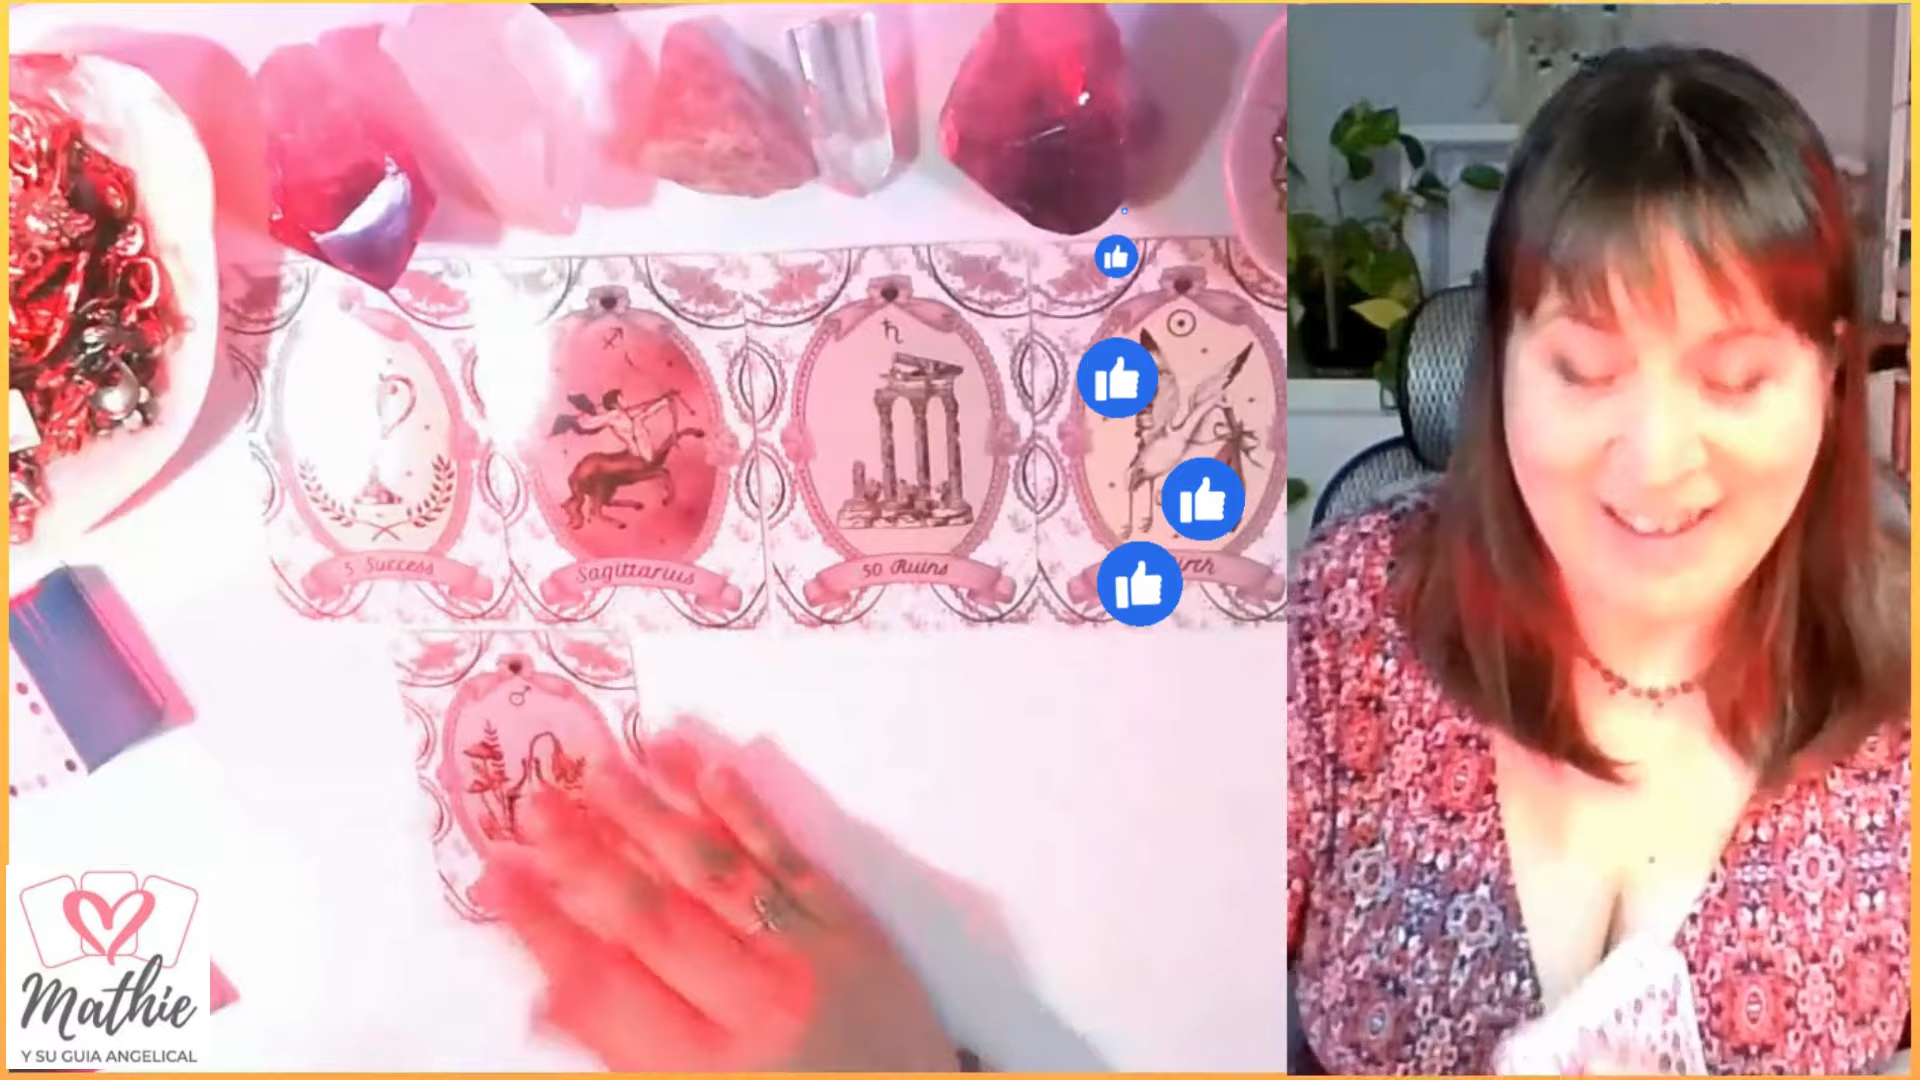 5 Success
Sagittarius
50 Ruins
Mathie
Y SU GUIA ANGELICAL